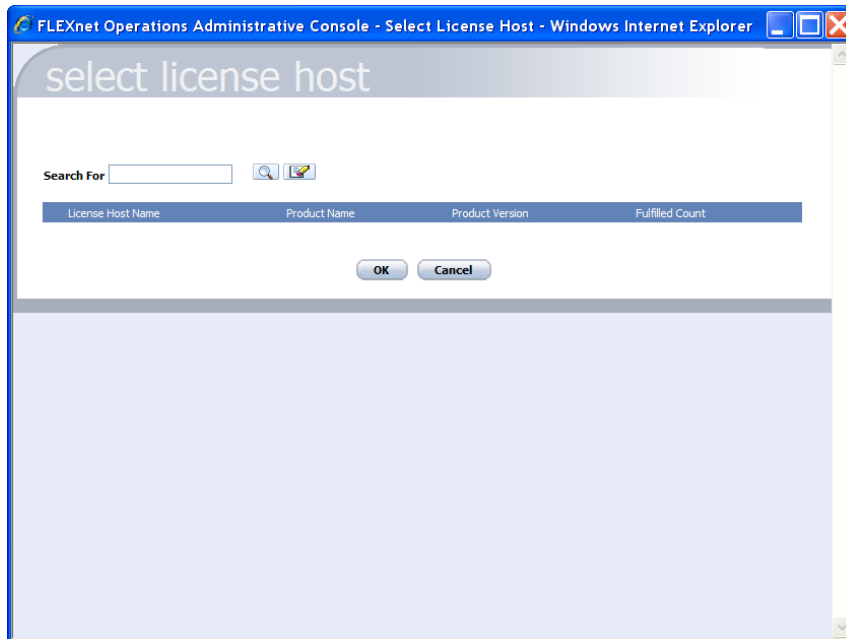 FLEXnet Operations Administrative Console - Select License Host - Windows Internet Explorer
select license host
Search For
License Host Name Product Name Product Version Fulfilled Count
OK Cancel